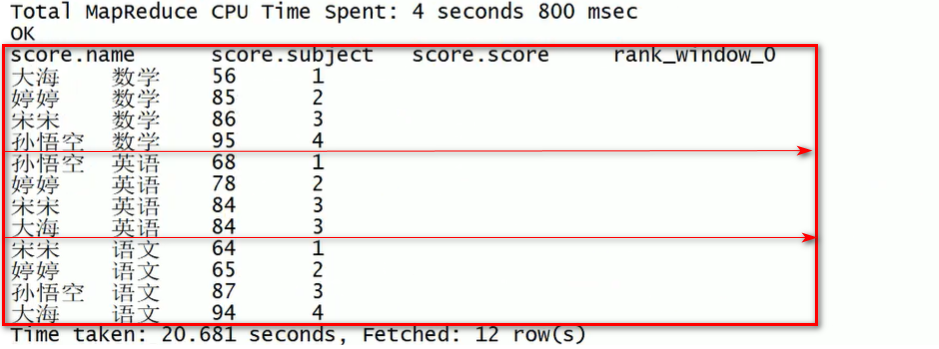 Total MapReduce CPU Time Spent: 4 seconds 800 msec
OK
score.name score.subject score.score rank_window_0
大海 数学 56 1
婷婷 数学 85 2
宋宋 数学 86 3
孙悟空 数学 95 4
孙悟空 英语 68 1
婷婷 英语 78 2
宋宋 英语 84 3
大海 英语 84 3
宋宋 语文 64 1
婷婷 语文 65 2
孙悟空 语文 87 3
大海 语文 94 4
Time taken: 20.681 seconds, Fetched: 12 row(s)